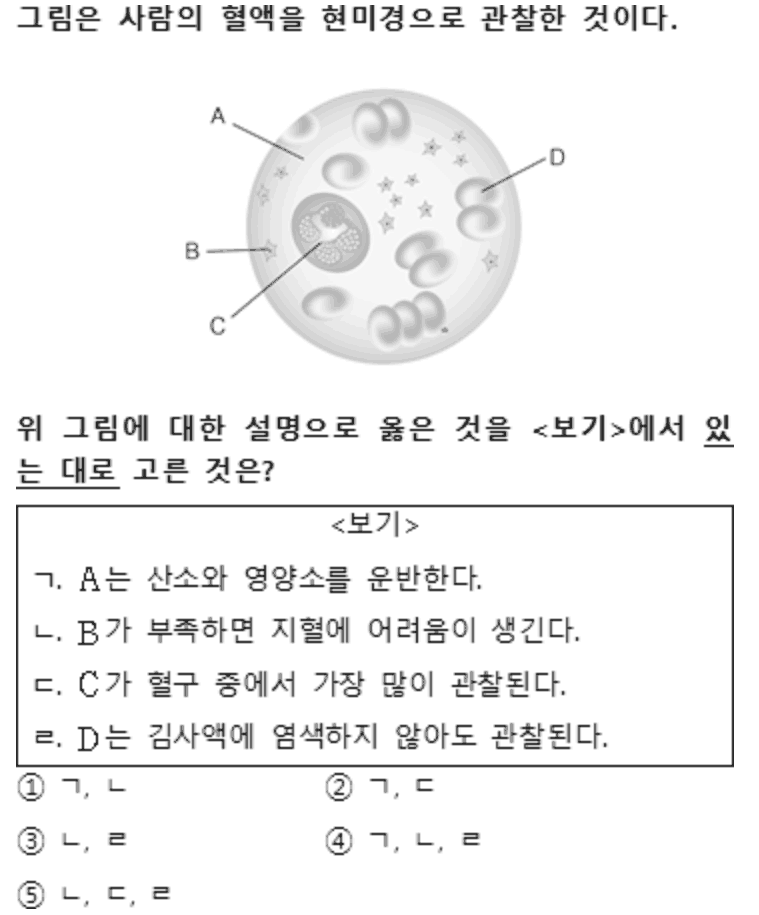 그림은 사람의 혈액을 현미경으로 관찰한 것이다.
A
D
B
C
위 그림에 대한 설명으로 옳은 것을 <보기>에서 있
는 대로 고른 것은?
<보기>
ㄱ. A는 산소와 영양소를 운반한다.
ㄴ. B가 부족하면 지혈에 어려움이 생긴다.
ㄷ. C가 혈구 중에서 가장 많이 관찰된다.
ㄹ. D는 김사액에 염색하지 않아도 관찰된다.
① ㄱ, ㄴ ② ㄱ, ㄷ
③ ㄴ, ㄹ ④ ㄱ, ㄴ, ㄹ
⑤ ㄴ, ㄷ, ㄹ